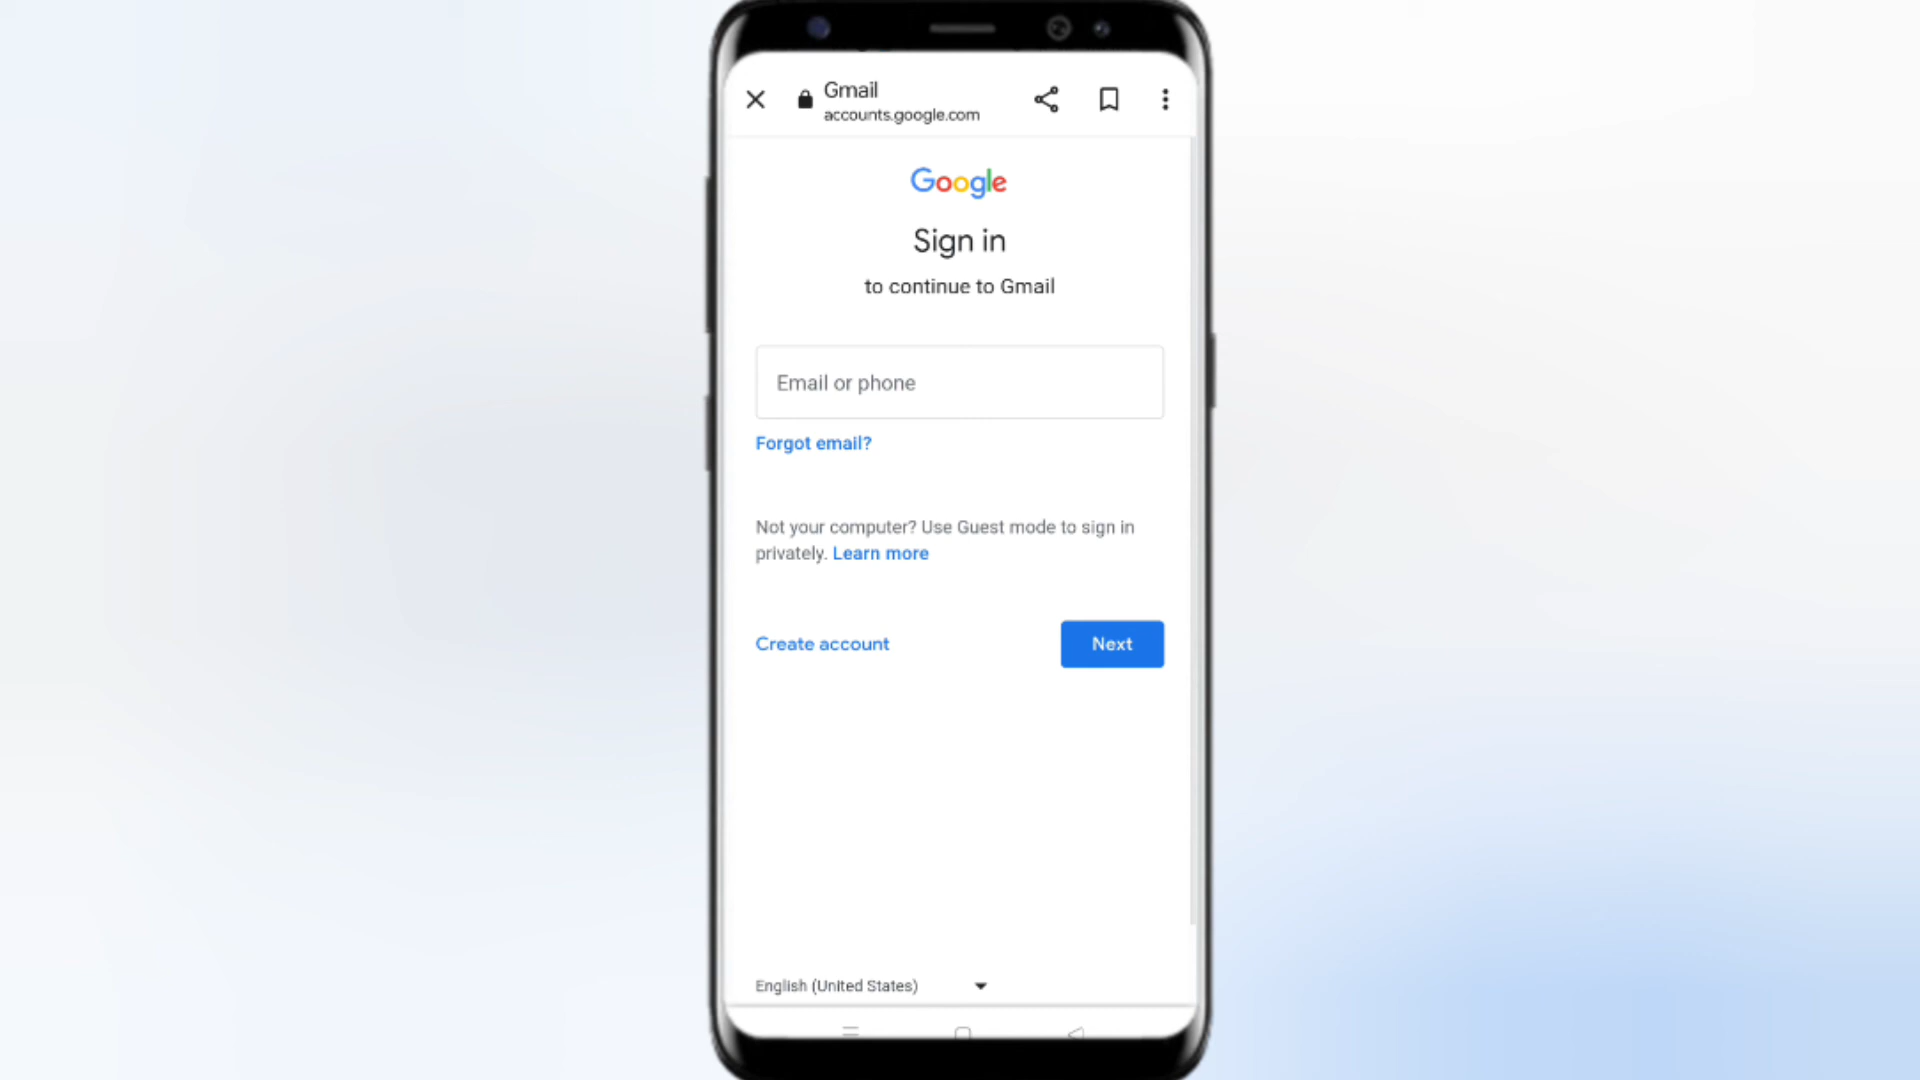 Gmail
accounts.google.com
Google
Sign in
to continue to Gmail
Email or phone
Forgot email?
Not your computer? Use Guest mode to sign in
privately. Learn more
Create account
Next
English (United States)